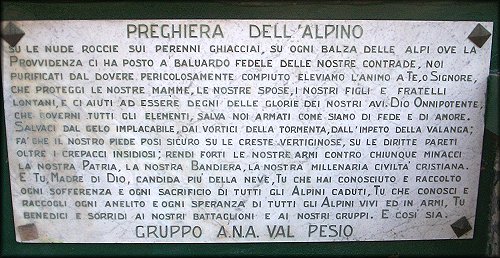 PREGHIERA DELL'ALPINO
SU LE NUDE ROCCIE SUI PERENNI GHIACCIAI, SU OGNI BALZA DELLE ALPI OVE LA
PROVVIDENZA CI HA POSTO A BALUARDO FEDELE DELLE NOSTRE CONTRADE, NOI
PURIFICATI DAL DOVERE PERICOLOSAMENTE COMPIUTO ELEVIAMO L'ANIMO A TE, O SIGNORE,
CHE PROTEGGI LE NOSTRE MAMME, LE NOSTRE SPOSE, I NOSTRI FIGLI E FRATELLI
LONTANI, E CI AIUTI AD ESSERE DEGNI DELLE GLORIE DEI NOSTRI AVI. DIO ONNIPOTENTE,
CHE GOVERNI TUTTI GLI ELEMENTI, SALVA NOI ARMATI COME SIAMO DI FEDE E DI AMORE.
SALVACI DAL GELO IMPLACABILE, DAI VORTICI DELLA TORMENTA, DALL'IMPETO DELLA VALANGA;
FA' CHE IL NOSTRO PIEDE POSI SICURO SU LE CRESTE VERTIGINOSE, SU LE DIRITTE PARETI
OLTRE I CREPACCI INSIDIOSI; RENDI FORTI LE NOSTRE ARMI CONTRO CHIUNQUE MINACCI
LA NOSTRA PATRIA, LA NOSTRA BANDIERA, LA NOSTRA MILLENARIA CIVILTÀ CRISTIANA.
E TU, MADRE DI DIO, CANDIDA PIÙ DELLA NEVE, TU CHE HAI CONOSCIUTO E RACCOLTO
OGNI SOFFERENZA E OGNI SACRIFICIO DI TUTTI GLI ALPINI CADUTI, TU CHE CONOSCI E
RACCOGLI OGNI ANELITO E OGNI SPERANZA DI TUTTI GLI ALPINI VIVI ED IN ARMI, TU
BENEDICI E SORRIDI AI NOSTRI BATTAGLIONI E AI NOSTRI GRUPPI. E COSÌ SIA.
GRUPPO A.N.A. VAL PESIO